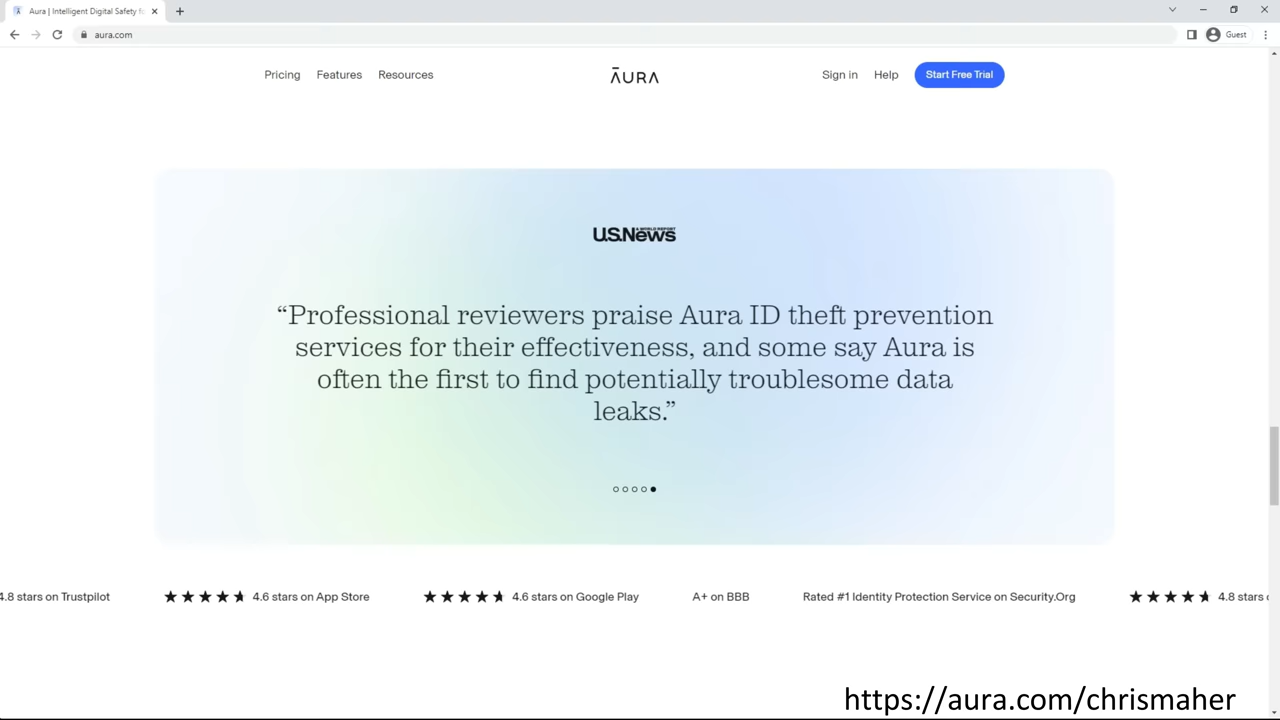 Aura | Intelligent Digital Safety fo
aura.com
Guest
Pricing Features Resources
ĀURA
Sign in Help Start Free Trial
U.S.News
& WORLD REPORT
“Professional reviewers praise Aura ID theft prevention
services for their effectiveness, and some say Aura is
often the first to find potentially troublesome data
leaks.”
4.8 stars on Trustpilot 4.6 stars on App Store 4.6 stars on Google Play A+ on BBB Rated #1 Identity Protection Service on Security.Org 4.8 stars
https://aura.com/chrismaher